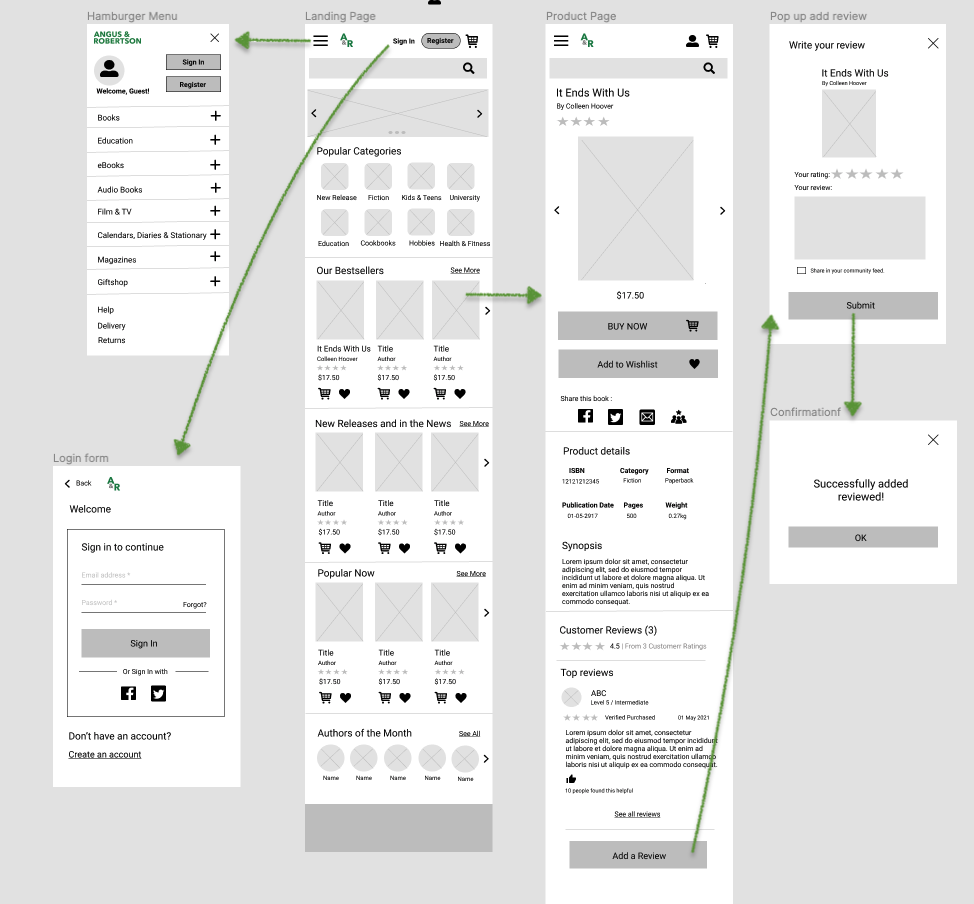 Hamburger Menu
ANGUS &
ROBERTSON
Sign In
Register
Welcome, Guest!
Books
Education
eBooks
Audio Books
Film & TV
Calendars, Diaries & Stationary
Magazines
Giftshop
Help
Delivery
Returns
Login form
Back
A&R
Welcome
Sign in to continue
Email address *
Password *
Forgot?
Sign In
Or Sign In with
Don't have an account?
Create an account
Landing Page
A&R
Sign In
Register
Popular Categories
New Release
Fiction
Kids & Teens
University
Education
Cookbooks
Hobbies
Health & Fitness
Our Bestsellers
See More
It Ends With Us
Title
Title
Colleen Hoover
Author
Author
$17.50
$17.50
$17.50
New Releases and in the News
See More
Title
Title
Title
Author
Author
Author
$17.50
$17.50
$17.50
Popular Now
See More
Title
Title
Title
Author
Author
Author
$17.50
$17.50
$17.50
Authors of the Month
See All
Name
Name
Name
Name
Name
Product Page
A&R
It Ends With Us
By Colleen Hoover
$17.50
BUY NOW
Add to Wishlist
Share this book :
Product details
ISBN
Category
Format
12121212345
Fiction
Paperback
Publication Date
Pages
Weight
01-05-2917
500
0.27kg
Synopsis
Lorem ipsum dolor sit amet, consectetur
adipiscing elit, sed do eiusmod tempor
incididunt ut labore et dolore magna aliqua. Ut
enim ad minim veniam, quis nostrud
exercitation ullamco laboris nisi ut aliquip ex ea
commodo consequat.
Customer Reviews (3)
4.5 | From 3 Customerr Ratings
Top reviews
ABC
Level 5 / Intermediate
Verified Purchased
01 May 2021
Lorem ipsum dolor sit amet, consectetur
adipiscing elit, sed do eiusmod tempor incididunt
ut labore et dolore magna aliqua. Ut enim ad
minim veniam, quis nostrud exercitation ullamco
laboris nisi ut aliquip ex ea commodo consequat.
10 people found this helpful
See all reviews
Add a Review
Pop up add review
Write your review
It Ends With Us
By Colleen Hoover
Your rating:
Your review:
Share in your community feed.
Submit
Confirmationf
Successfully added
reviewed!
OK